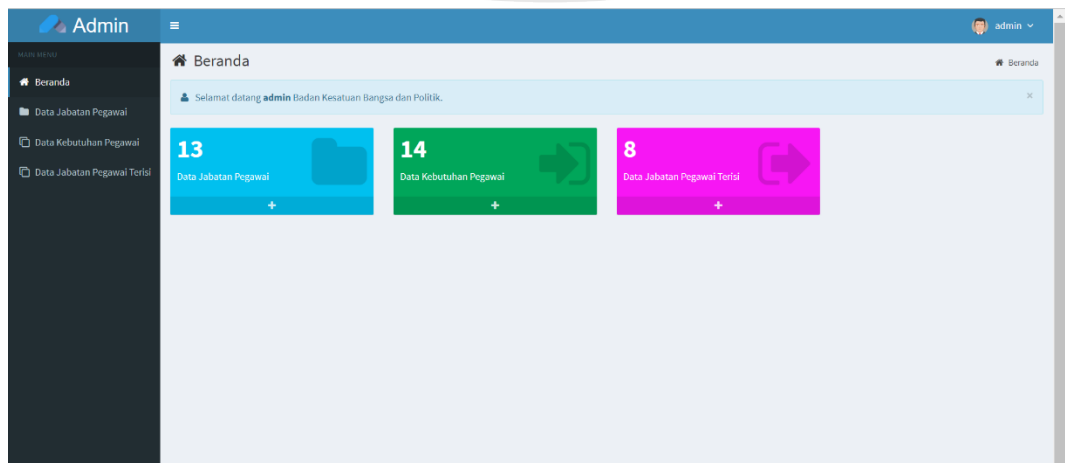 Admin
admin
MAIN MENU
Beranda
Data Jabatan Pegawai
Data Kebutuhan Pegawai
Data Jabatan Pegawai Terisi
Beranda
Beranda
Selamat datang admin Badan Kesatuan Bangsa dan Politik.
×
13
Data Jabatan Pegawai
+
14
Data Kebutuhan Pegawai
+
8
Data Jabatan Pegawai Terisi
+